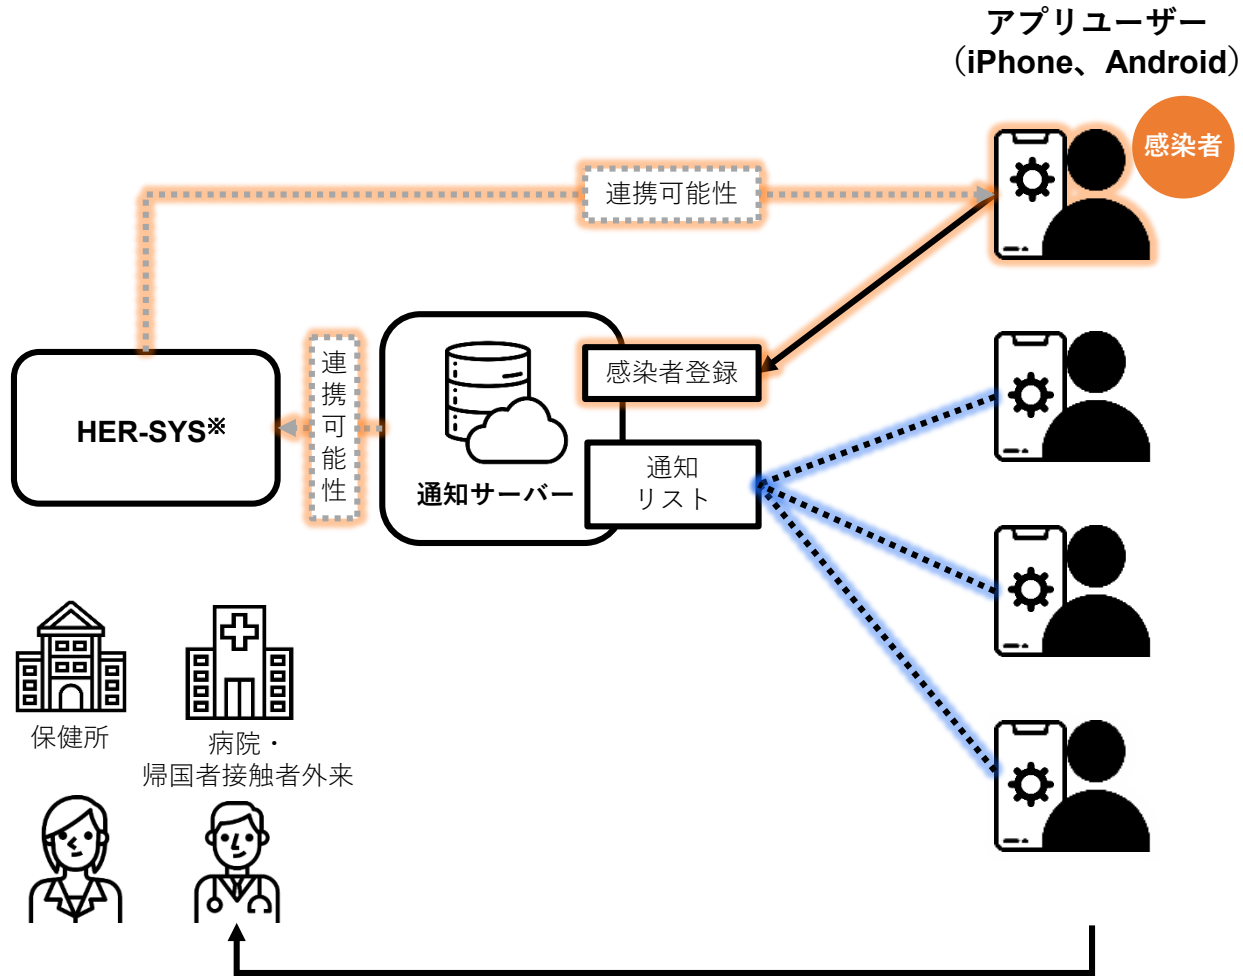 アプリユーザー
（iPhone、Android）
感染者
連携可能性
連携可能性
感染者登録
HER-SYS※
通知
リスト
通知サーバー
保健所
病院・
帰国者接触者外来